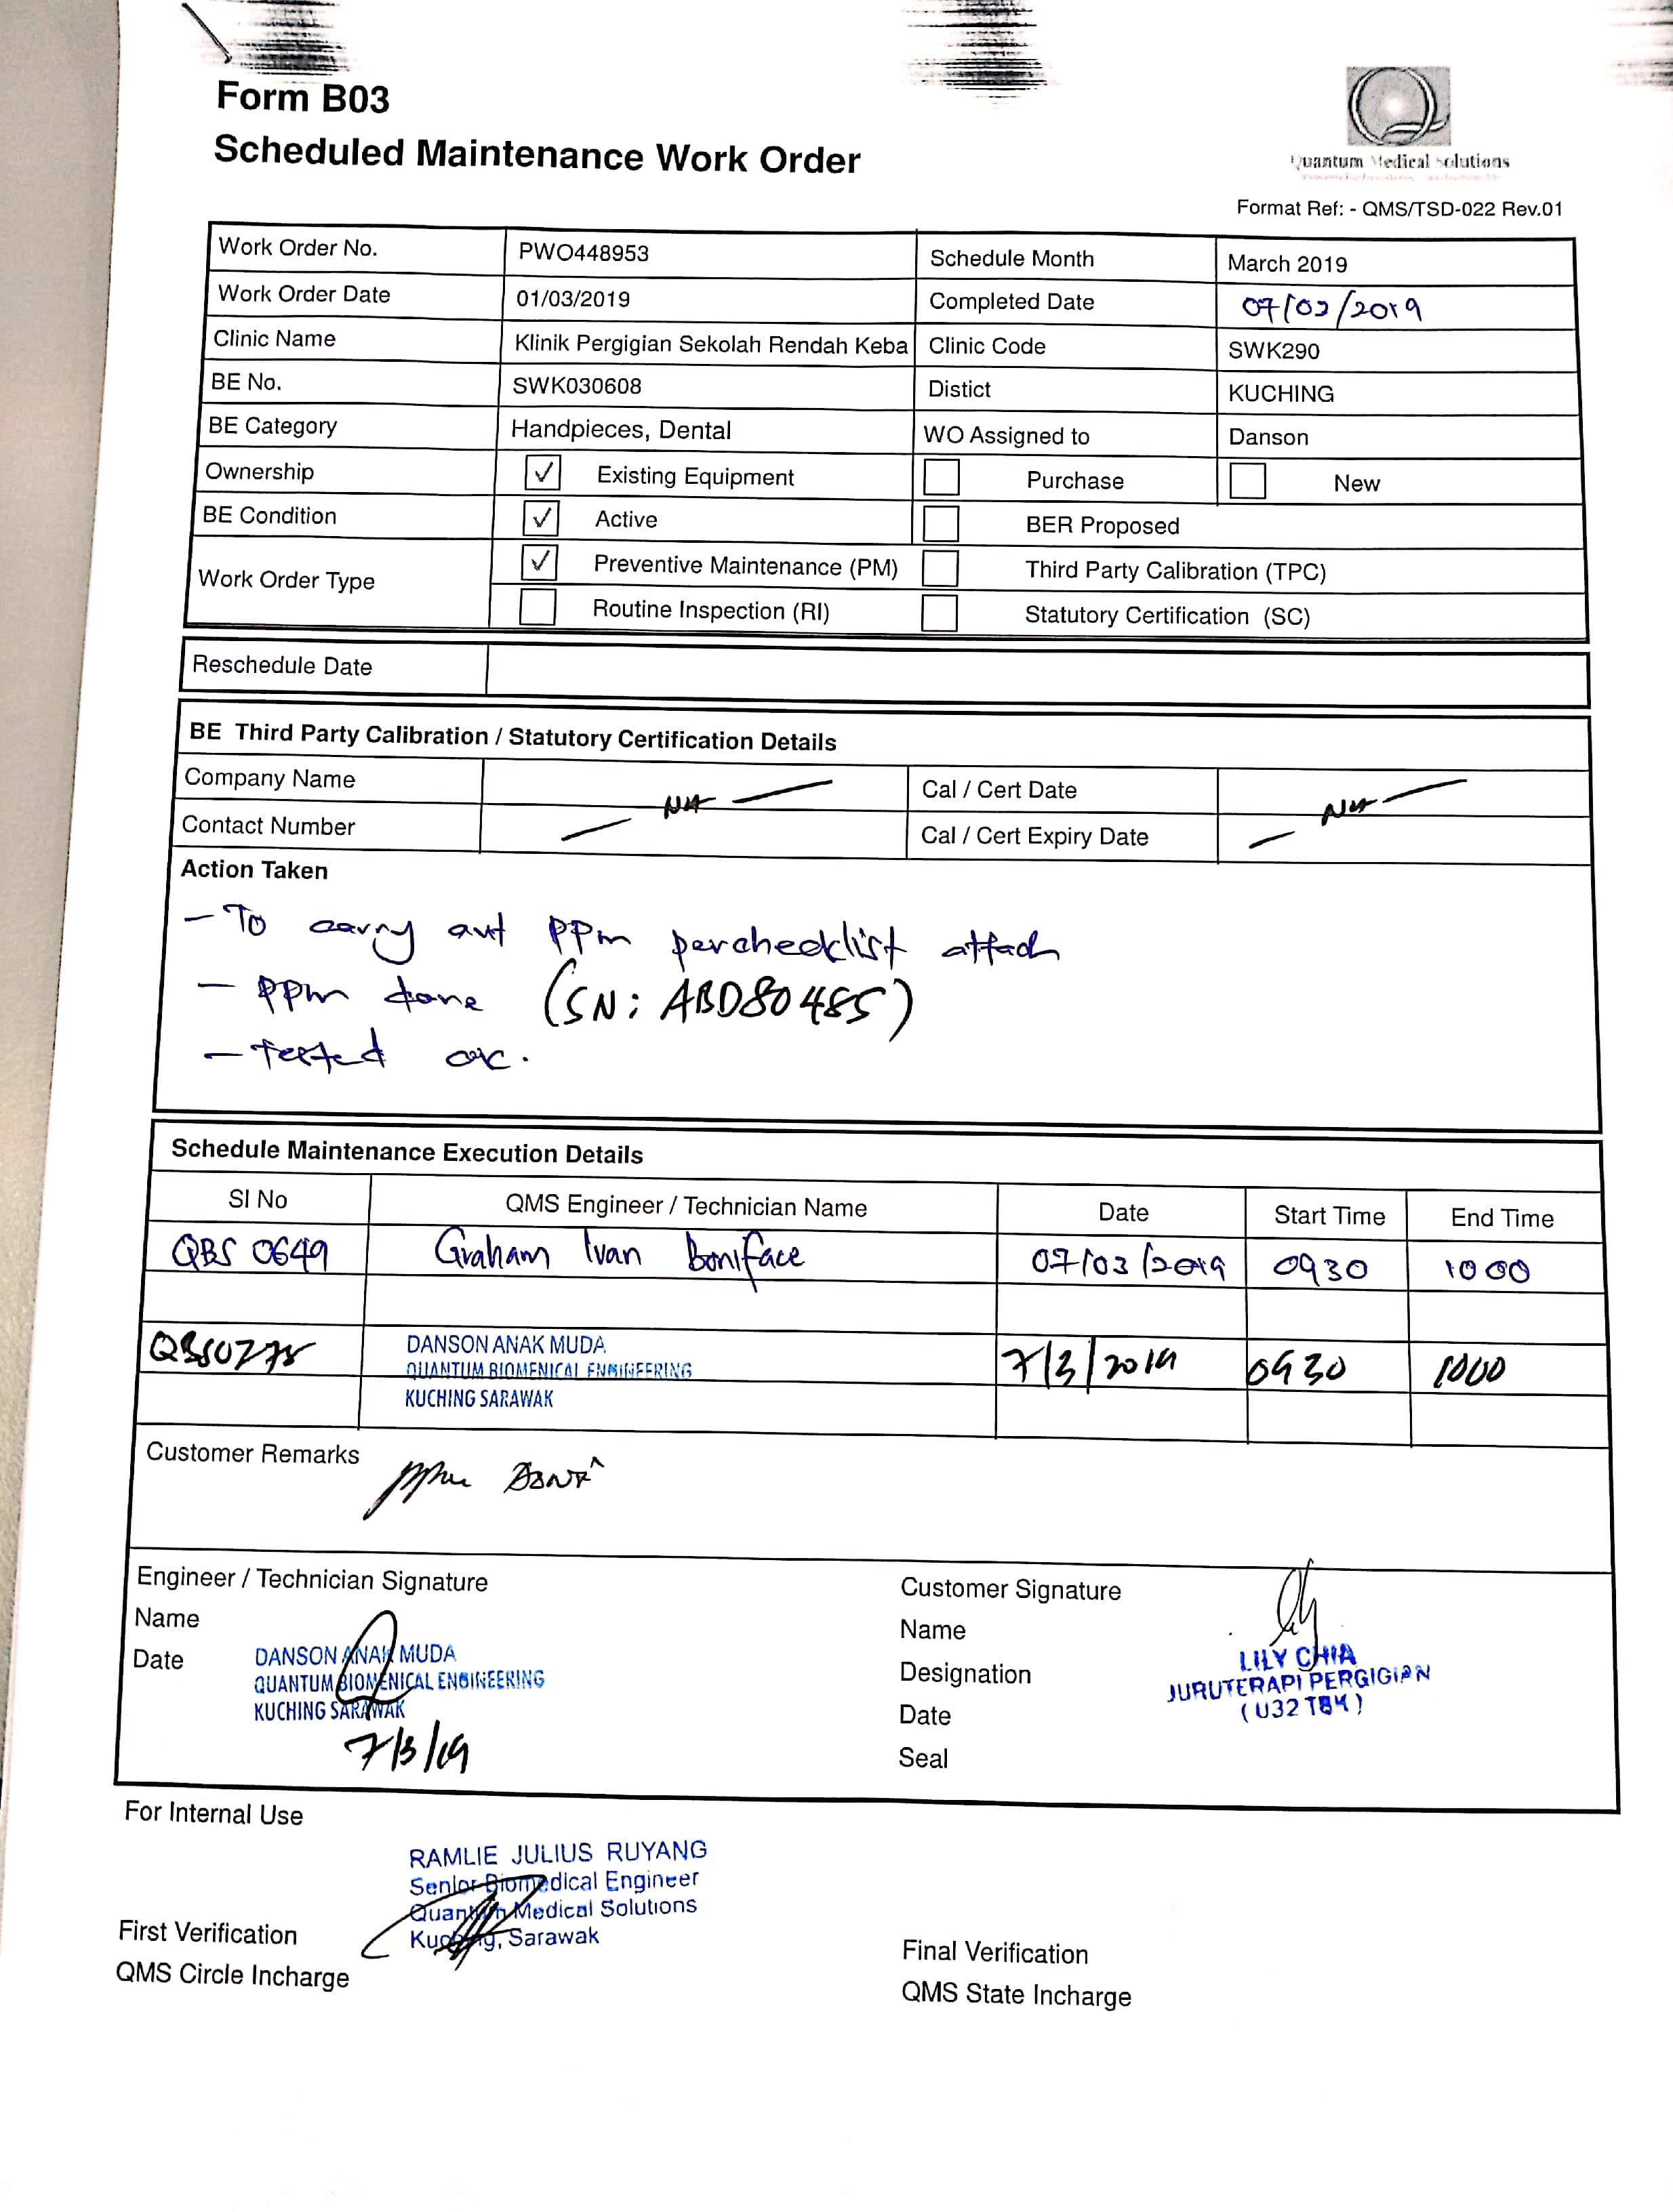 Form B03
Scheduled Maintenance Work Order
Quantum Medical Solutions
Format Ref: - QMS/TSD-022 Rev.01
Work Order No. PWO448953 Schedule Month March 2019
Work Order Date 01/03/2019 Completed Date 07/03/2019
Clinic Name Klinik Pergigian Sekolah Rendah Keba Clinic Code SWK290
BE No. SWK030608 Distict KUCHING
BE Category Handpieces, Dental WO Assigned to Danson
Ownership ✓ Existing Equipment Purchase New
BE Condition ✓ Active BER Proposed
Work Order Type ✓ Preventive Maintenance (PM) Third Party Calibration (TPC)
Routine Inspection (RI) Statutory Certification (SC)
Reschedule Date
BE Third Party Calibration / Statutory Certification Details
Company Name Cal / Cert Date
— NA — — NA —
Contact Number Cal / Cert Expiry Date
Action Taken
- To carry out ppm perchecklist attach
- ppm done (SN: ABD80485)
- Tested ok.
Schedule Maintenance Execution Details
SI No QMS Engineer / Technician Name Date Start Time End Time
QBS 0649 Graham Ivan Boniface 07/03/2019 0930 1000
QBS0278 DANSON ANAK MUDA 7/3/2019 0930 1000
QUANTUM BIOMENICAL ENGINEERING
KUCHING SARAWAK
Customer Remarks ppm
Engineer / Technician Signature Customer Signature
Name Name
Date Designation
DANSON ANAK MUDA
QUANTUM BIOMENICAL ENGINEERING
KUCHING SARAWAK
7/3/19
LILY CHIA
JURUTERAPI PERGIGIAN
(U32 TBK)
Date
Seal
For Internal Use
RAMLIE JULIUS RUYANG
Senior Biomedical Engineer
Quantum Medical Solutions
Kuching, Sarawak
First Verification Final Verification
QMS Circle Incharge QMS State Incharge